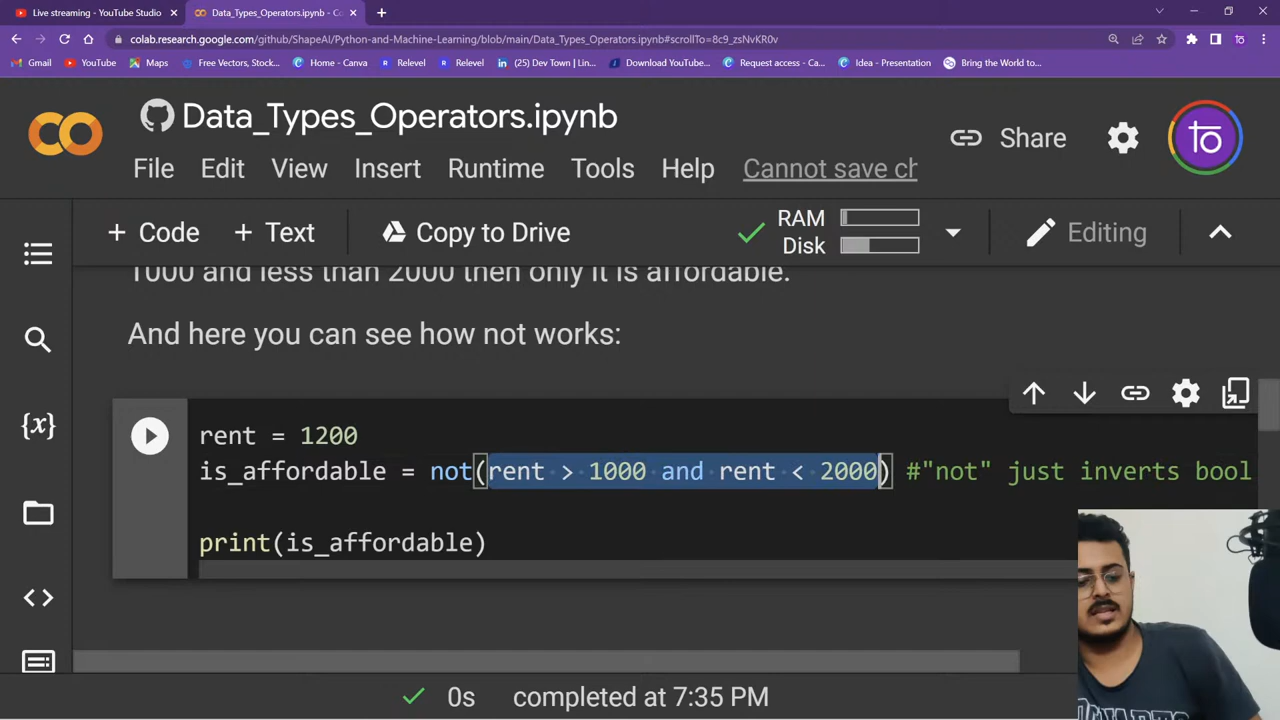 Live streaming - YouTube Studio
Data_Types_Operators.ipynb - Co
colab.research.google.com/github/ShapeAI/Python-and-Machine-Learning/blob/main/Data_Types_Operators.ipynb#scrollTo=8c9_zsNvKR0v
Gmail YouTube Maps Free Vectors, Stock... Home - Canva Relevel Relevel (15) Dev Town | Lin... Download YouTube... Request access - Ca... Idea - Presentation Bring the World to...
Data_Types_Operators.ipynb
Share
to
File Edit View Insert Runtime Tools Help Cannot save ch
+ Code + Text Copy to Drive RAM Disk Editing
1000 and less than 2000 then only it is affordable.
And here you can see how not works:
rent = 1200
is_affordable = not(rent > 1000 and rent < 2000) #"not" just inverts bool
print(is_affordable)
0s completed at 7:35 PM